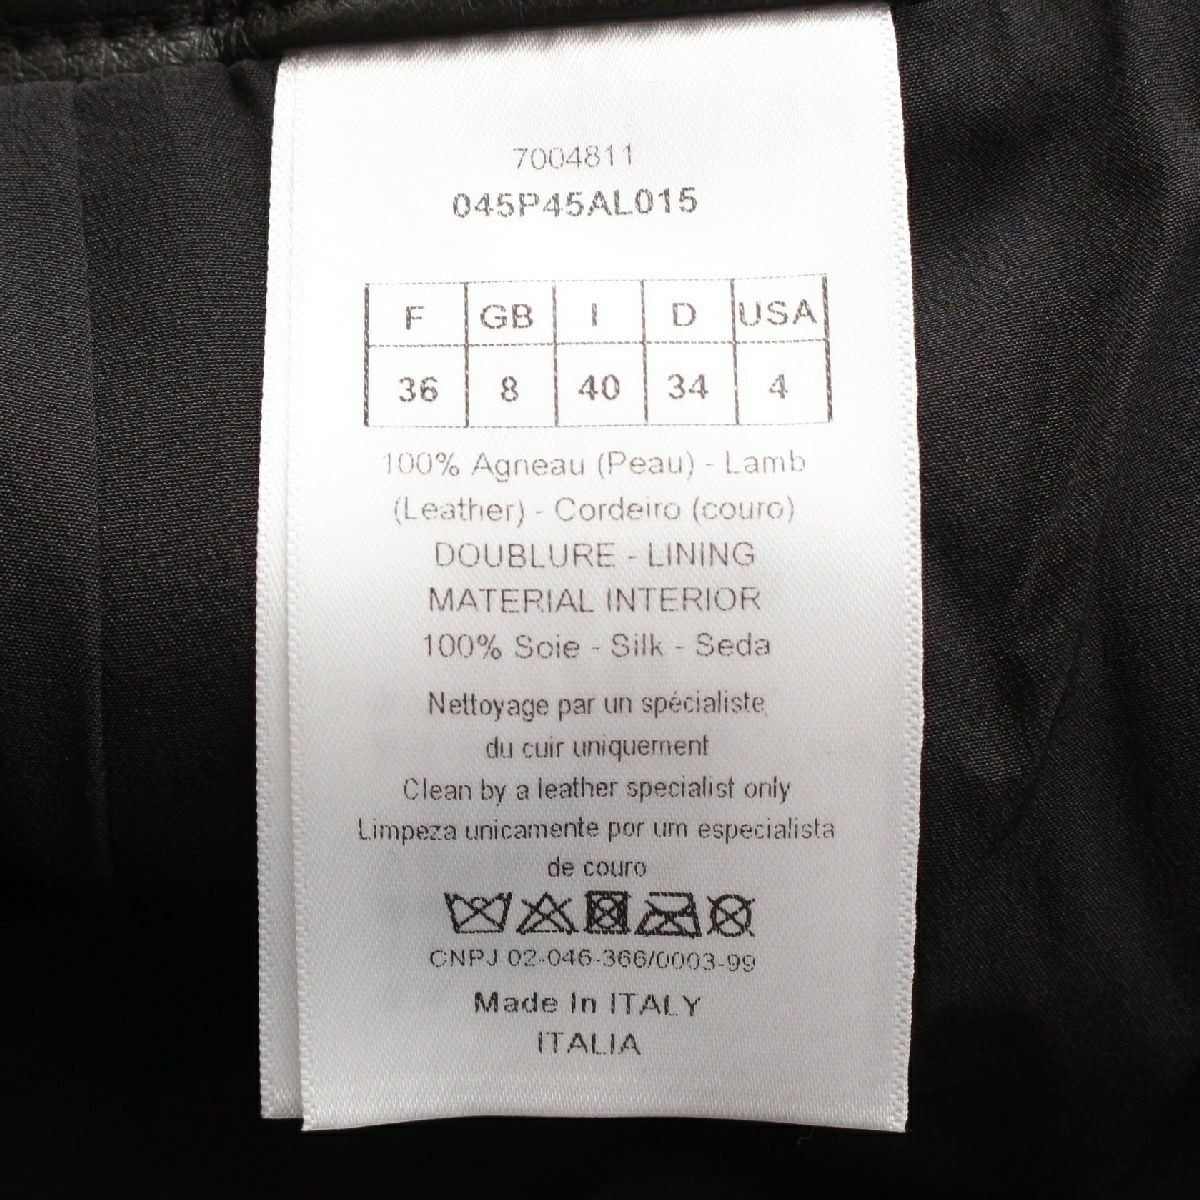 7004811
045P45AL015
F GB I D USA
36 8 40 34 4
100% Agneau (Peau) - Lamb
(Leather) - Cordeiro (couro)
DOUBLURE - LINING
MATERIAL INTERIOR
100% Soie - Silk - Seda
Nettoyage par un spécialiste
du cuir uniquement
Clean by a leather specialist only
Limpeza unicamente por um especialista
de couro
CNPJ 02-046-366/0003-99
Made In ITALY
ITALIA